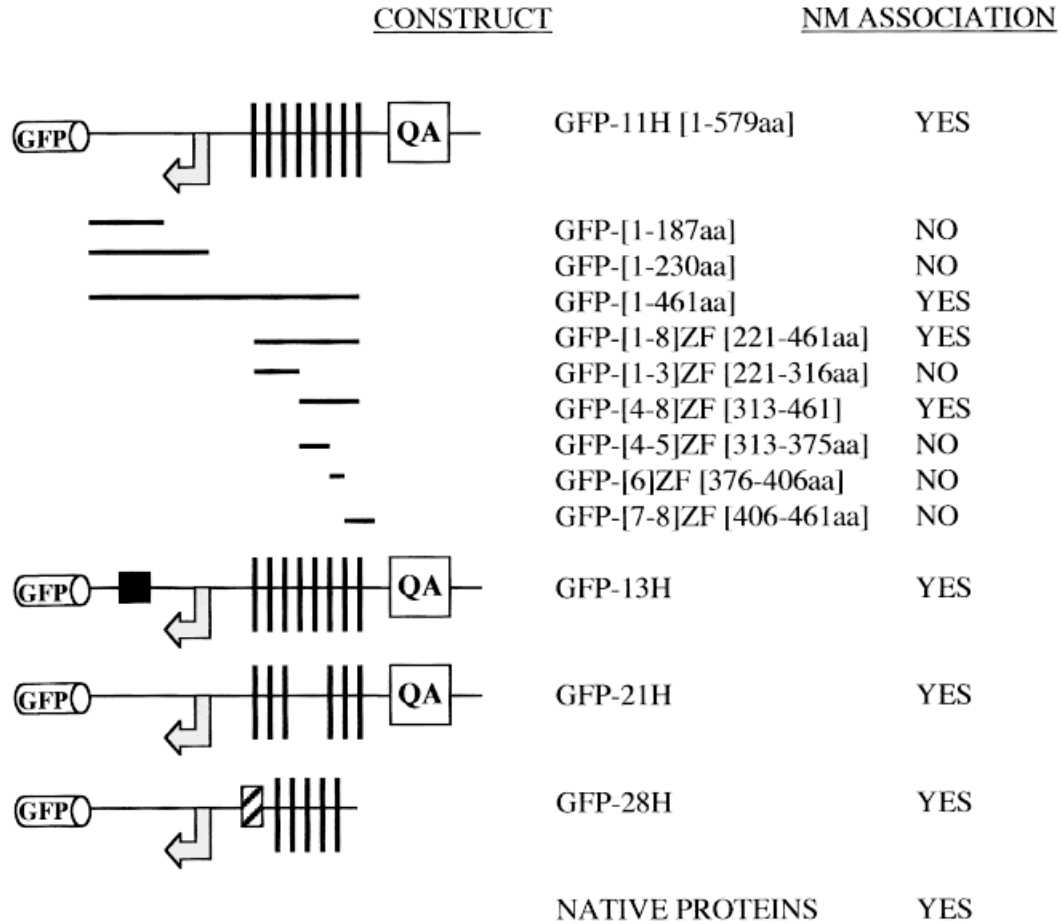 CONSTRUCT NM ASSOCIATION
GFP QA GFP-11H [1-579aa] YES
GFP-[1-187aa] NO
GFP-[1-230aa] NO
GFP-[1-461aa] YES
GFP-[1-8]ZF [221-461aa] YES
GFP-[1-3]ZF [221-316aa] NO
GFP-[4-8]ZF [313-461] YES
GFP-[4-5]ZF [313-375aa] NO
GFP-[6]ZF [376-406aa] NO
GFP-[7-8]ZF [406-461aa] NO
GFP QA GFP-13H YES
GFP QA GFP-21H YES
GFP GFP-28H YES
NATIVE PROTEINS YES